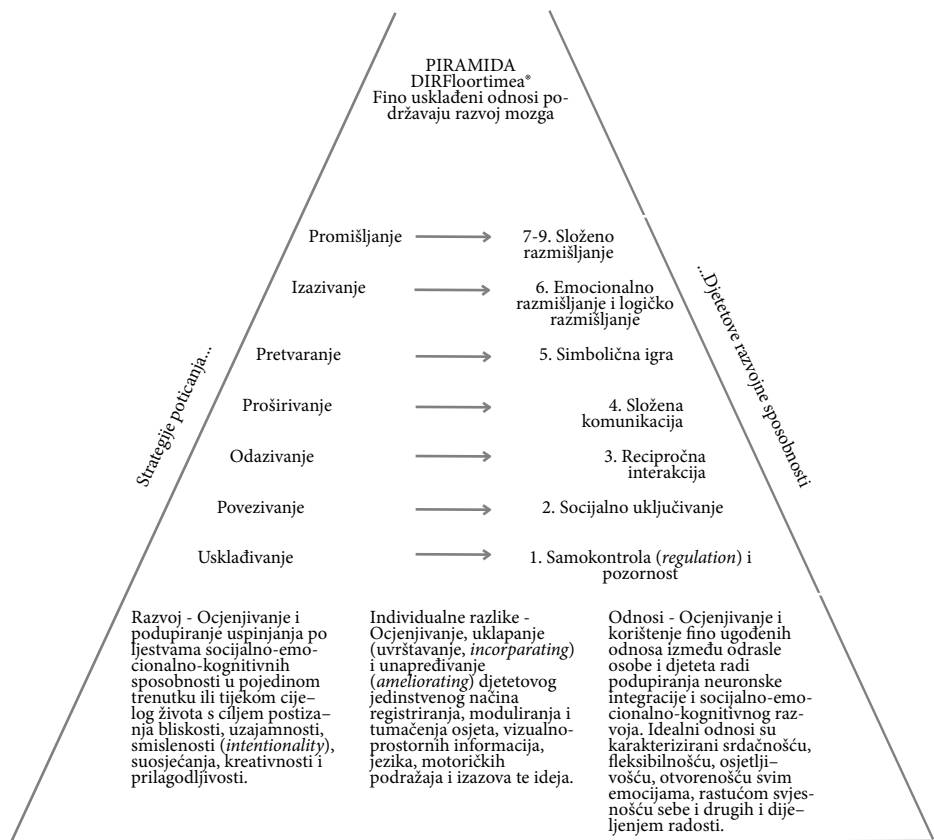 PIRAMIDA
DIRFloortimea®
Fino usklađeni odnosi po-
državaju razvoj mozga
Promišljanje
7-9. Složeno
razmišljanje
Izazivanje
6. Emocionalno
razmišljanje i logičko
razmišljanje
Pretvaranje
5. Simbolična igra
Proširivanje
4. Složena
komunikacija
Odazivanje
3. Recipročna
interakcija
Povezivanje
2. Socijalno uključivanje
Usklađivanje
1. Samokontrola (regulation) i
pozornost
Strategije poticanja...
...Djetetove razvojne sposobnosti
Razvoj - Ocjenjivanje i
podupiranje uspinjanja po
ljestvama socijalno-emo-
cionalno-kognitivnih
sposobnosti u pojedinom
trenutku ili tijekom cije–
log života s ciljem postiza–
nja bliskosti, uzajamnosti,
smislenosti (intentionality),
suosjećanja, kreativnosti i
prilagodljivosti.
Individualne razlike -
Ocjenjivanje, uklapanje
(uvrštavanje, incorparating)
i unapređivanje
(ameliorating) djetetovog
jedinstvenog načina
registriranja, moduliranja i
tumačenja osjeta, vizualno-
prostornih informacija,
jezika, motoričkih
podražaja i izazova te ideja.
Odnosi - Ocjenjivanje i
korištenje fino ugođenih
odnosa između odrasle
osobe i djeteta radi
podupiranja neuronske
integracije i socijalno-emo-
cionalno-kognitivnog raz-
voja. Idealni odnosi su
karakterizirani srdačnošću,
fleksibilnošću, osjetlji–
vošću, otvorenošću svim
emocijama, rastućom svjes-
nošću sebe i drugih i dije–
ljenjem radosti.